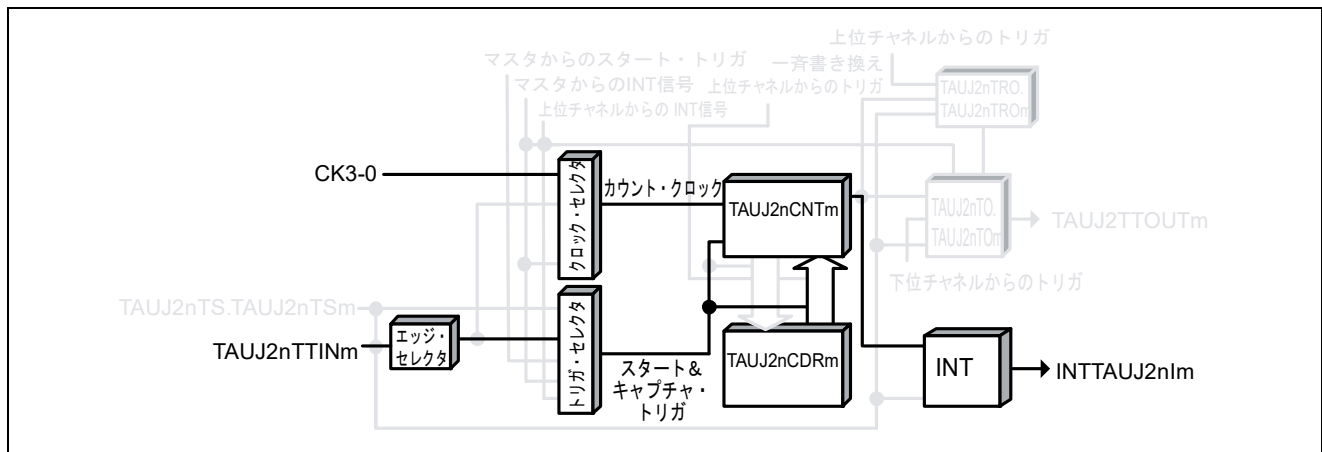 上位チャネルからのトリガ
マスタからのスタート・トリガ
一斉書き換え
マスタからのINT信号
上位チャネルからのトリガ
上位チャネルからの INT信号
TAUJ2nTRO.
TAUJ2nTROm
CK3-0
クロック・セレクタ
カウント・クロック
TAUJ2nCNTm
TAUJ2nTO.
TAUJ2nTOm
TAUJ2TTOUTm
下位チャネルからのトリガ
TAUJ2nTS.TAUJ2nTSm
TAUJ2nTTINm
エッジ・
セレクタ
トリガ・セレクタ
スタート＆
キャプチャ・
トリガ
TAUJ2nCDRm
INT
INTTAUJ2nIm